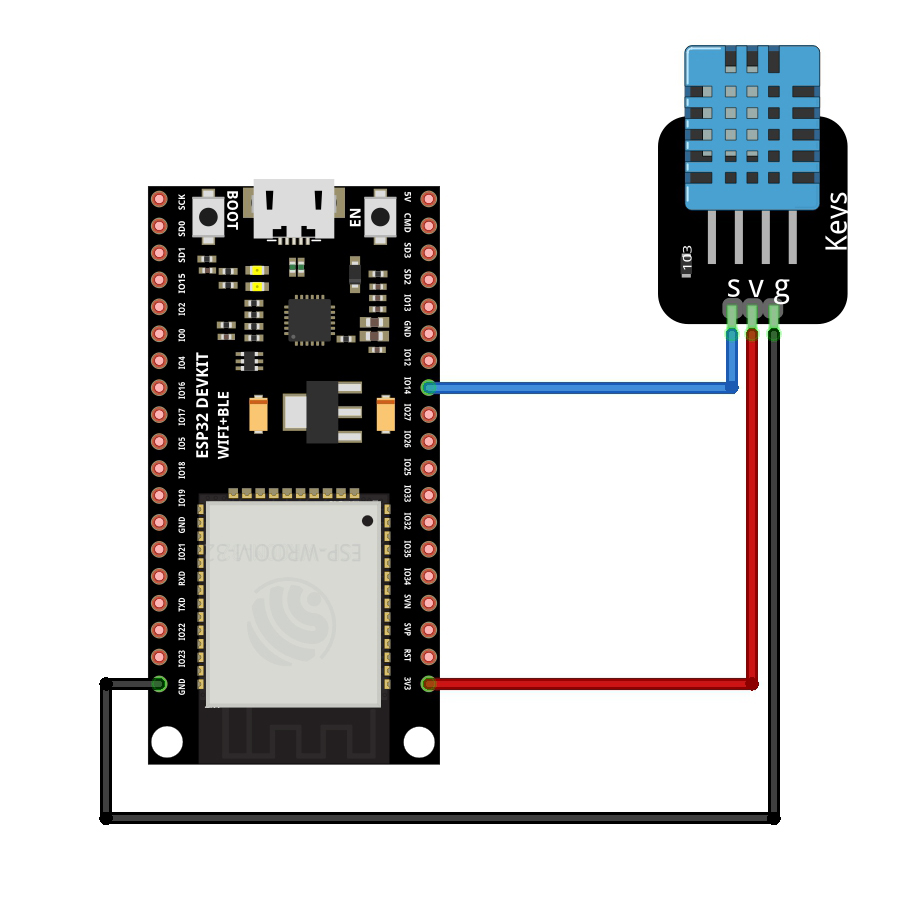 Keys
103
s v g
BOOT
EN
SCK
SD0
SD1
IO15
IO2
IO0
IO4
IO16
IO17
IO5
IO18
IO19
GND
IO21
RXD
TXD
IO22
IO23
GND
5V
CMD
SD3
SD2
IO13
GND
IO12
IO14
IO27
IO26
IO25
IO33
IO32
IO35
IO34
SVN
SVP
RST
3V3
ESP32 DEVKIT
WIFI+BLE
ESP-WROOM-32